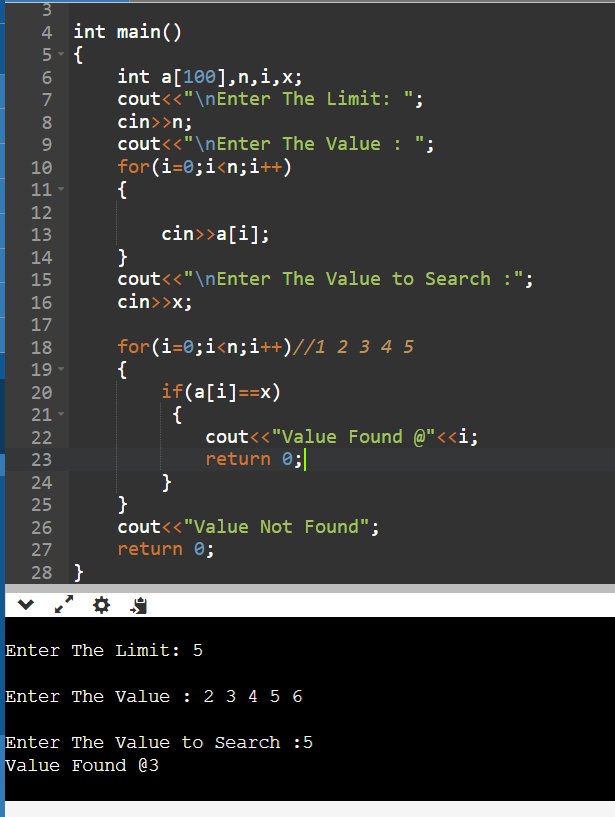 3
4 int main()
5 {
6 int a[100],n,i,x;
7 cout<<"\nEnter The Limit: ";
8 cin>>n;
9 cout<<"\nEnter The Value : ";
10 for(i=0;i<n;i++)
11 {
12
13 cin>>a[i];
14 }
15 cout<<"\nEnter The Value to Search :";
16 cin>>x;
17
18 for(i=0;i<n;i++)//1 2 3 4 5
19 {
20 if(a[i]==x)
21 {
22 cout<<"Value Found @"<<i;
23 return 0;
24 }
25 }
26 cout<<"Value Not Found";
27 return 0;
28 }
Enter The Limit: 5
Enter The Value : 2 3 4 5 6
Enter The Value to Search :5
Value Found @3